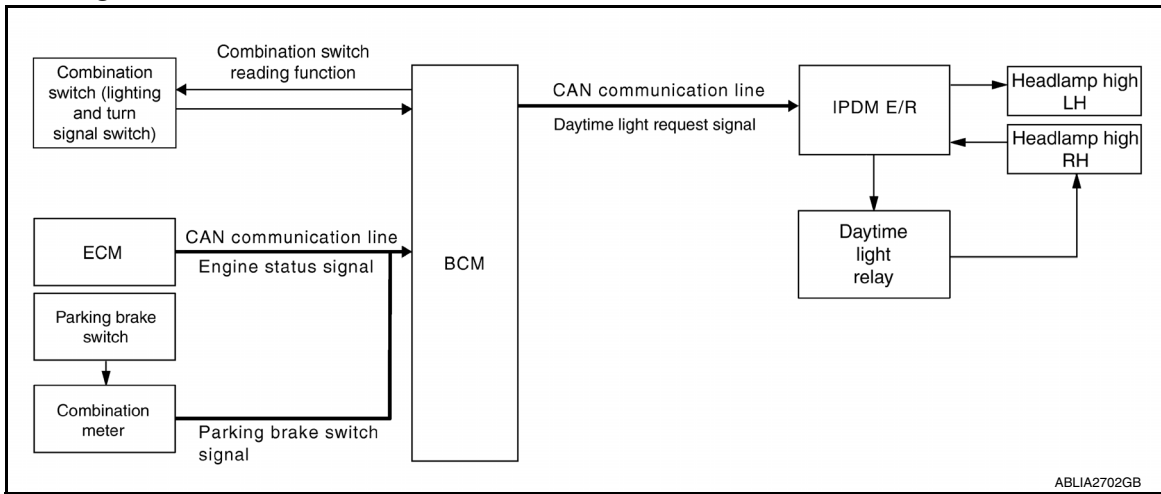 Combination switch
reading function
Combination
switch (lighting
and turn
signal switch)
CAN communication line
Daytime light request signal
IPDM E/R
Headlamp high
LH
Headlamp high
RH
ECM
CAN communication line
Engine status signal
BCM
Daytime
light
relay
Parking brake
switch
Combination
meter
Parking brake switch
signal
ABLIA2702GB